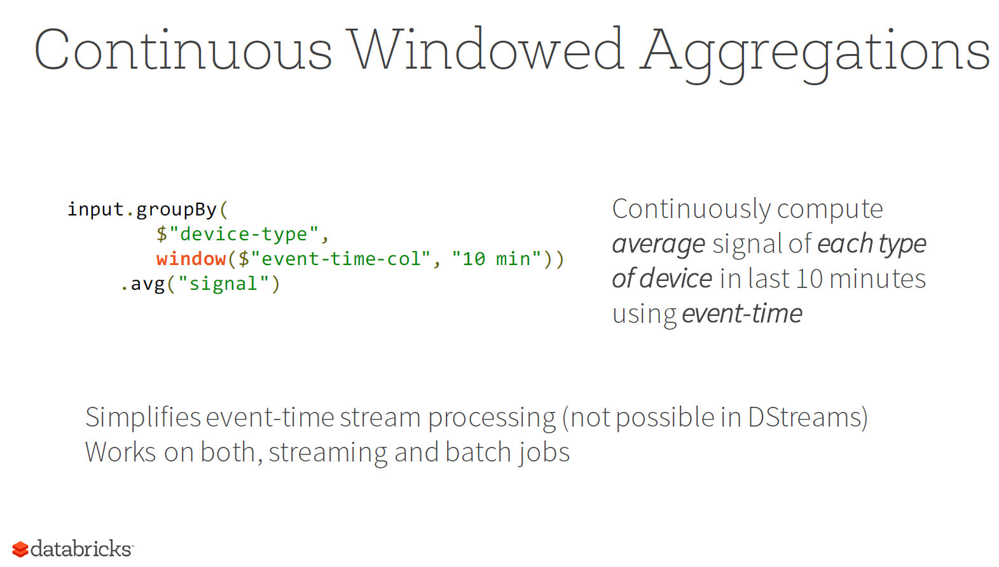 Continuous Windowed Aggregations
input.groupBy(
$"device-type",
window($"event-time-col", "10 min"))
.avg("signal")
Continuously compute
average signal of each type
of device in last 10 minutes
using event-time
Simplifies event-time stream processing (not possible in DStreams)
Works on both, streaming and batch jobs
databricks™